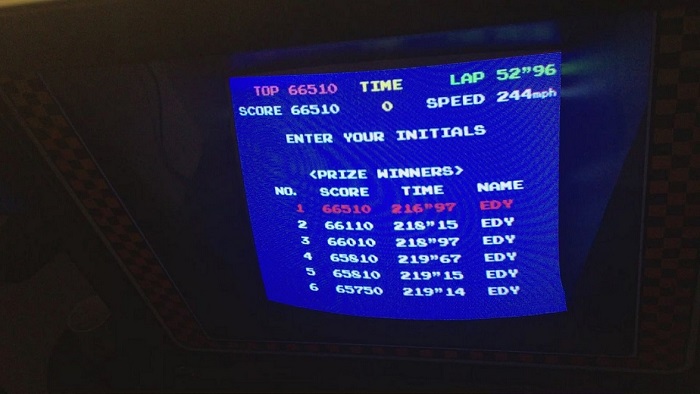 TOP 66510 TIME LAP 52"96
SCORE 66510 0 SPEED 244mph
ENTER YOUR INITIALS
<PRIZE WINNERS>
NO. SCORE TIME NAME
1 66510 216"97 EDY
2 66110 218"15 EDY
3 66010 218"97 EDY
4 65810 219"67 EDY
5 65810 219"15 EDY
6 65750 219"14 EDY